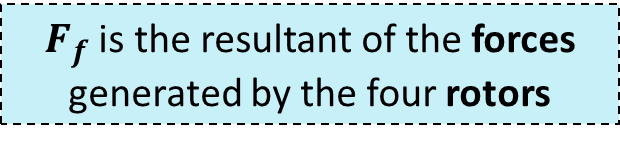 F_f is the resultant of the forces
generated by the four rotors